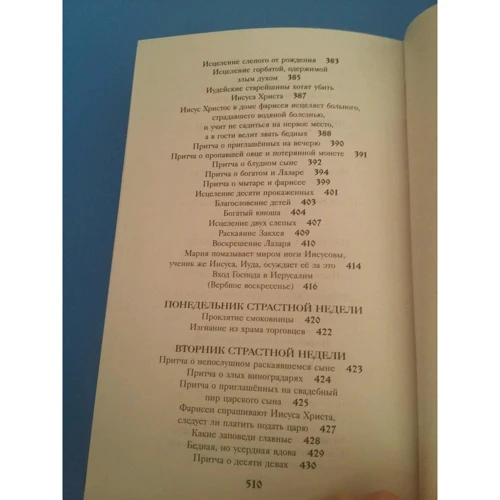 Исцеление слепого от рождения 383
Исцеление горбатой, одержимой
злым духом 385
Иудейские старейшины хотят убить
Иисуса Христа 387
Иисус Христос в доме фарисея исцеляет больного,
страдавшего водяной болезнью,
и учит не садиться на первое место,
а в гости велит звать бедных 388
Притча о приглашённых на вечерю 390
Притча о пропавшей овце и потерянной монете 391
Притча о блудном сыне 392
Притча о богатом и Лазаре 394
Притча о мытаре и фарисее 399
Исцеление десяти прокаженных 401
Благословение детей 403
Богатый юноша 404
Исцеление двух слепых 407
Раскаяние Закхея 409
Воскрешение Лазаря 410
Мария помазывает миром ноги Иисусовы,
ученик же Иисуса, Иуда, осуждает её за это 414
Вход Господа в Иерусалим
(Вербное воскресенье) 416
ПОНЕДЕЛЬНИК СТРАСТНОЙ НЕДЕЛИ
Проклятие смоковницы 420
Изгнание из храма торговцев 422
ВТОРНИК СТРАСТНОЙ НЕДЕЛИ
Притча о непослушном раскаявшемся сыне 423
Притча о злых виноградарях 424
Притча о приглашённых на свадебный
пир царского сына 425
Фарисеи спрашивают Иисуса Христа,
следует ли платить подать царю 427
Какие заповеди главные 428
Бедная, но усердная вдова 429
Притча о десяти девах 430
510